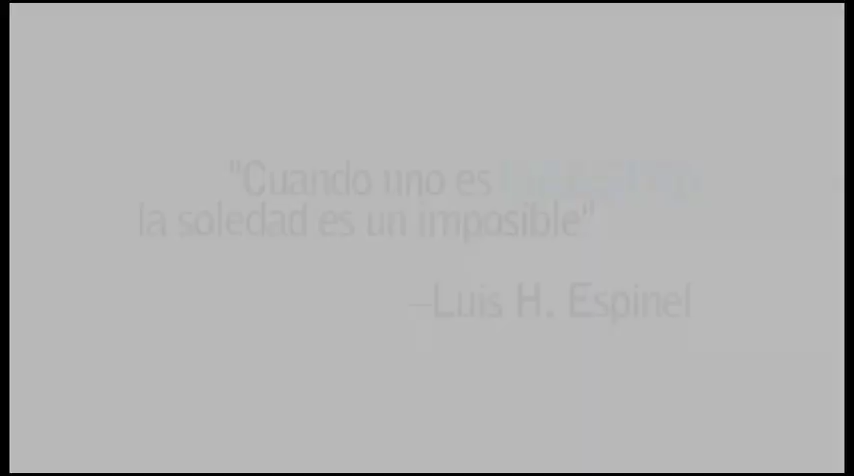 "Cuando uno es
la soledad es un imposible"
–Luis H. Espinel